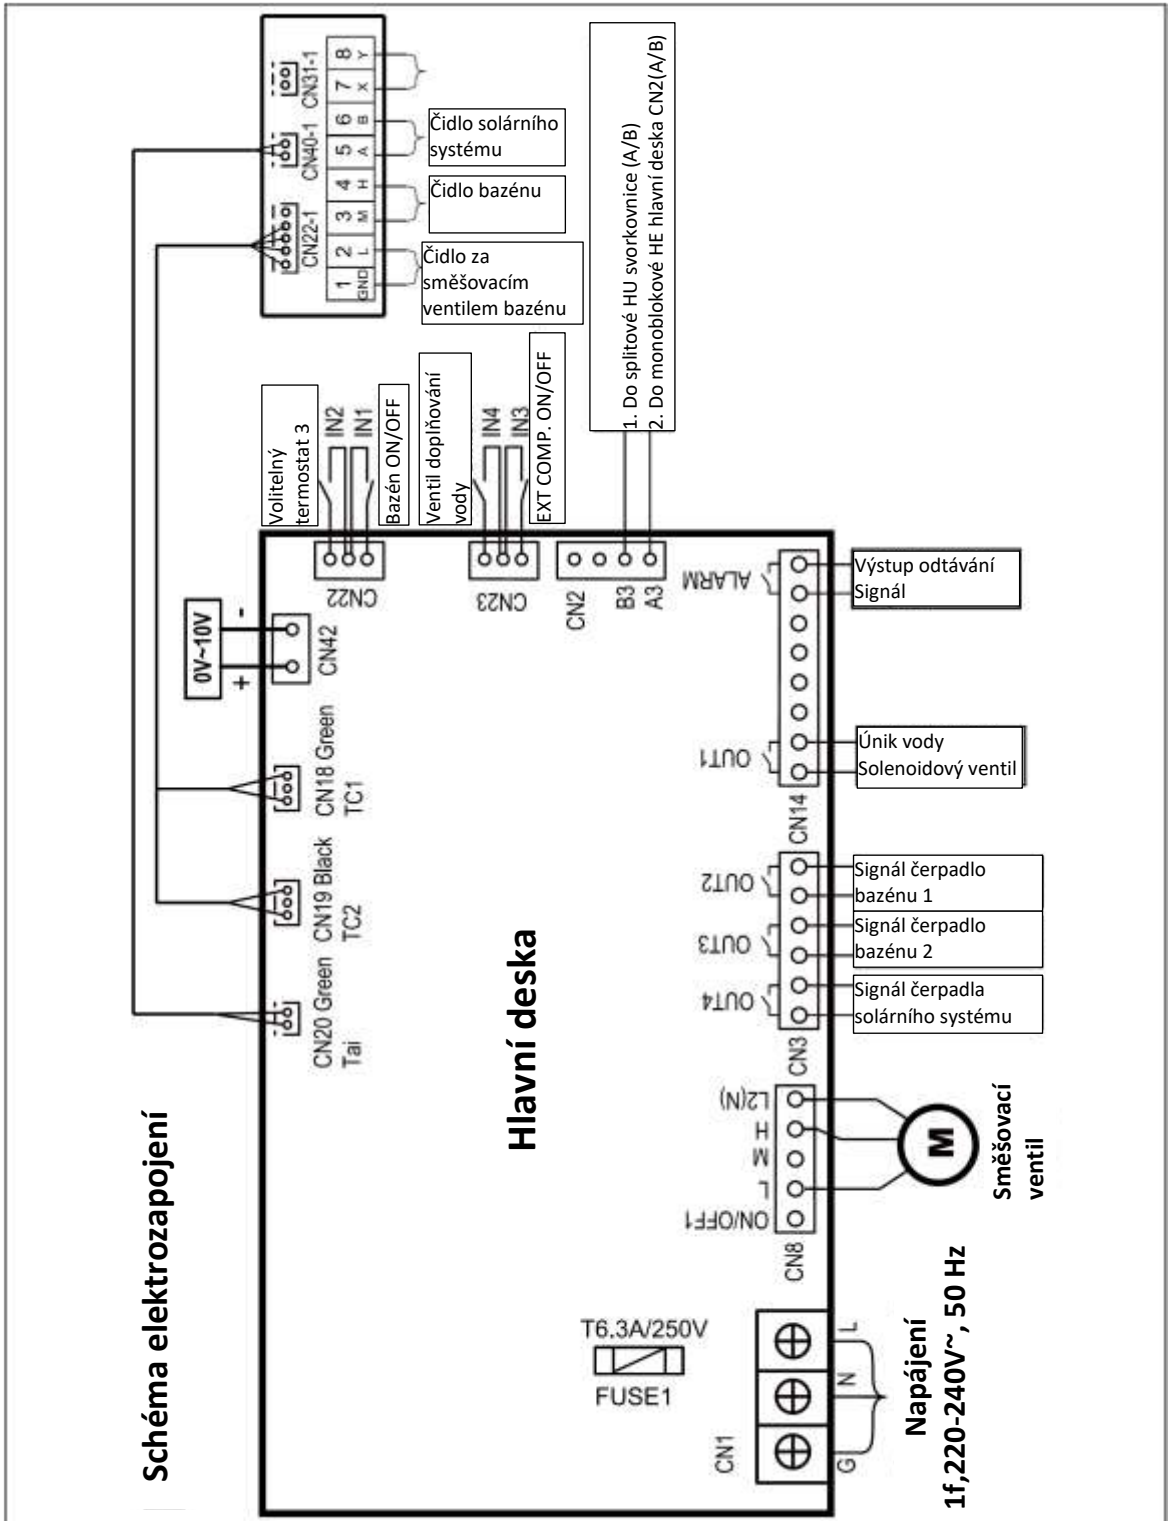 Schéma elektrozapojení
CN31-1
CN40-1
CN22-1
8 Y
7 X
6 B
5 A
4 H
3 M
2 L
1 GND
Čidlo solárního
systému
Čidlo bazénu
Čidlo za
směšovacím
ventilem bazénu
1. Do splitové HU svorkovnice (A/B)
2. Do monoblokové HE hlavní deska CN2(A/B)
Volitelný
termostat 3
IN2
IN1
Bazén ON/OFF
Ventil doplňování
vody
IN4
IN3
EXT COMP. ON/OFF
0V~10V
+
-
CN42
CN22
CN23
CN2
B3
A3
CN18 Green
TC1
CN19 Black
TC2
CN20 Green
Tai
Hlavní deska
ALARM
Výstup odtávání
Signál
OUT1
Únik vody
Solenoidový ventil
CN14
OUT2
Signál čerpadlo
bazénu 1
OUT3
Signál čerpadlo
bazénu 2
OUT4
Signál čerpadla
solárního systému
CN3
L2(N)
H
M
L
ON/OFF1
CN8
M
Směšovací
ventil
T6.3A/250V
FUSE1
CN1
L
N
G
Napájení
1f,220-240V~, 50 Hz